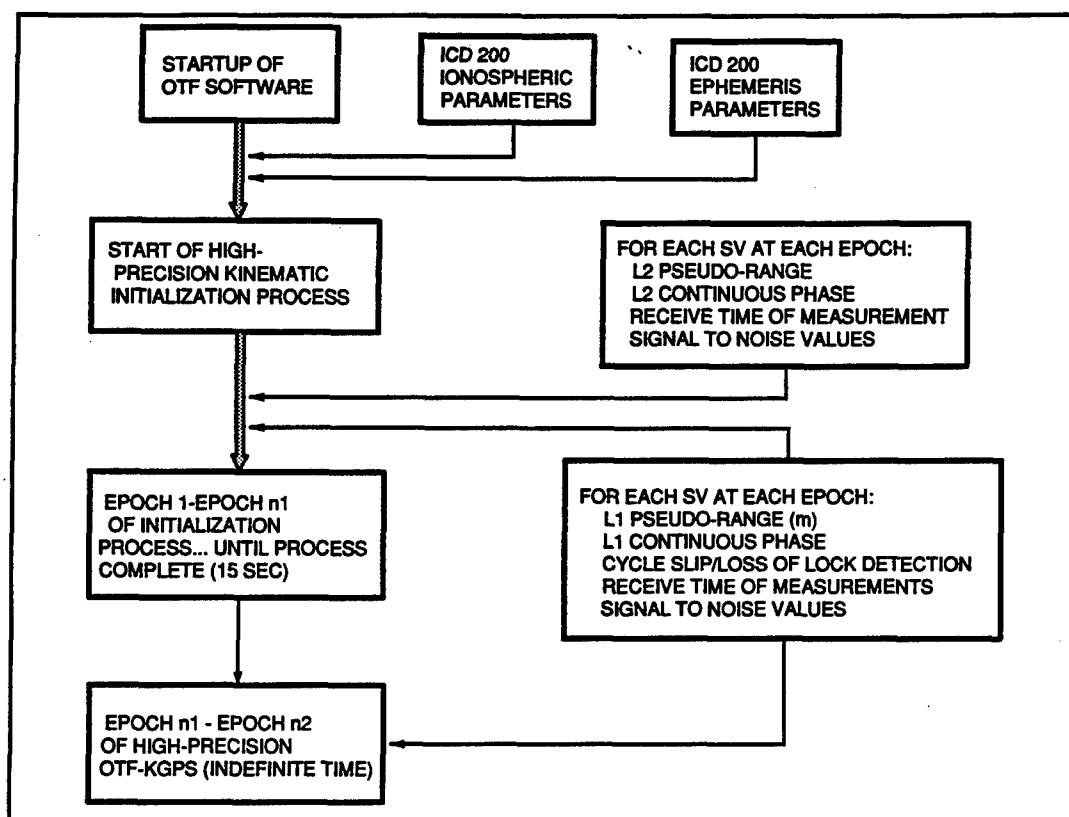 STARTUP OF
OTF SOFTWARE
ICD 200
IONOSPHERIC
PARAMETERS
ICD 200
EPHEMERIS
PARAMETERS
START OF HIGH-
PRECISION KINEMATIC
INITIALIZATION PROCESS
FOR EACH SV AT EACH EPOCH:
L2 PSEUDO-RANGE
L2 CONTINUOUS PHASE
RECEIVE TIME OF MEASUREMENT
SIGNAL TO NOISE VALUES
EPOCH 1-EPOCH n1
OF INITIALIZATION
PROCESS... UNTIL PROCESS
COMPLETE (15 SEC)
FOR EACH SV AT EACH EPOCH:
L1 PSEUDO-RANGE (m)
L1 CONTINUOUS PHASE
CYCLE SLIP/LOSS OF LOCK DETECTION
RECEIVE TIME OF MEASUREMENTS
SIGNAL TO NOISE VALUES
EPOCH n1 - EPOCH n2
OF HIGH-PRECISION
OTF-KGPS (INDEFINITE TIME)